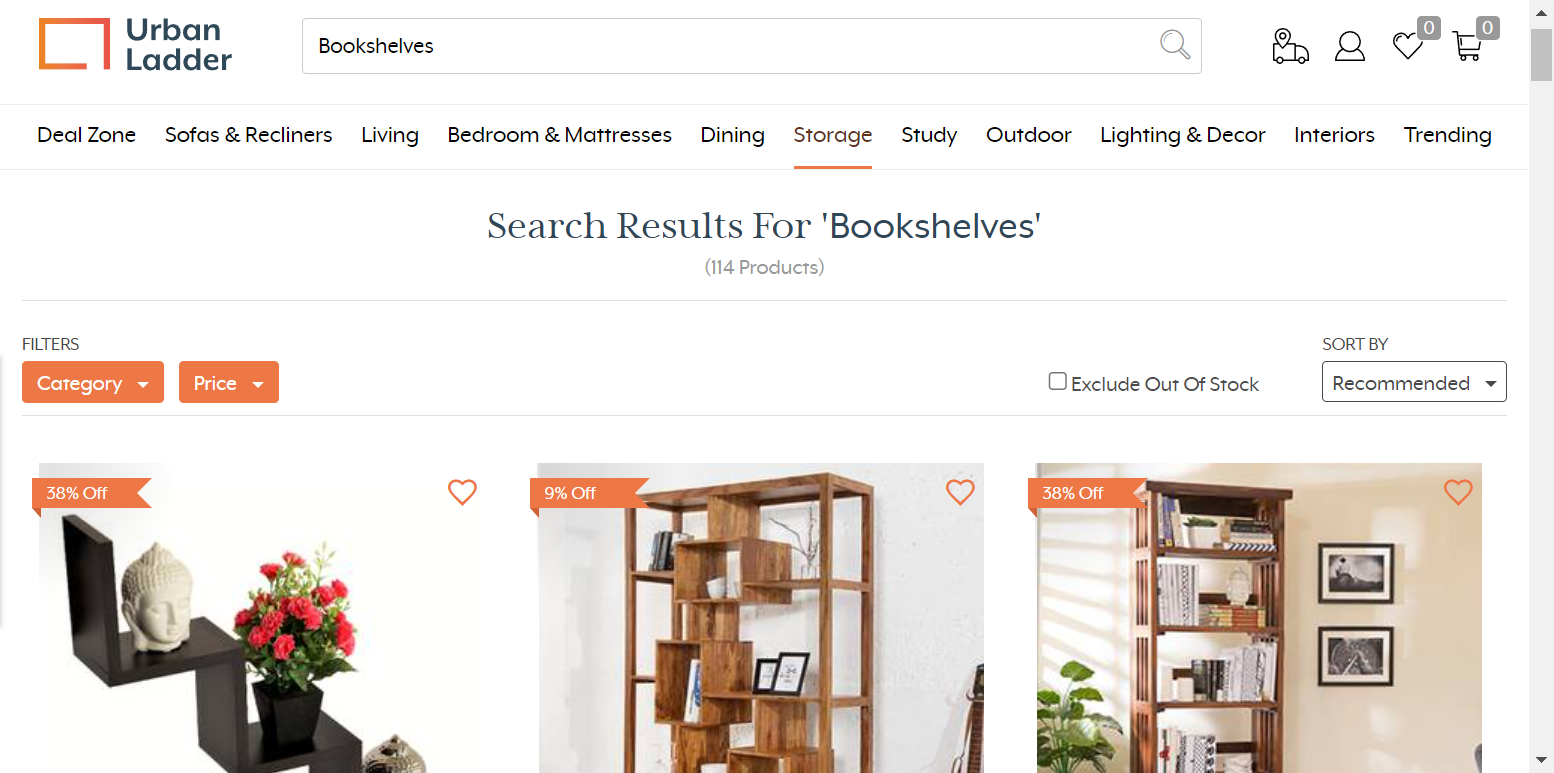 Urban
Ladder
Bookshelves
0
0
Deal Zone Sofas & Recliners Living Bedroom & Mattresses Dining Storage Study Outdoor Lighting & Decor Interiors Trending
Search Results For 'Bookshelves'
(114 Products)
FILTERS
SORT BY
Category
Price
Exclude Out Of Stock
Recommended
38% Off
9% Off
38% Off